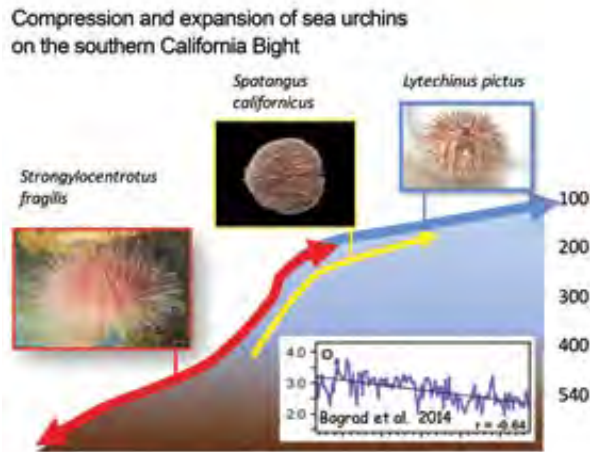 Compression and expansion of sea urchins
on the southern California Bight
Spatangus
californicus
Lytechinus pictus
Strongylocentrotus
fragilis
100
200
300
400
540
4.0
3.0
2.0
O
Bograd et al. 2014
r = -0.64